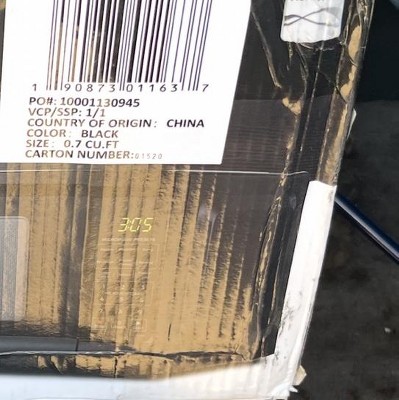 1 90873 01163 7
PO#: 10001130945
VCP/SSP: 1/1
COUNTRY OF ORIGIN: CHINA
COLOR: BLACK
SIZE: 0.7 CU.FT
CARTON NUMBER:01520
305